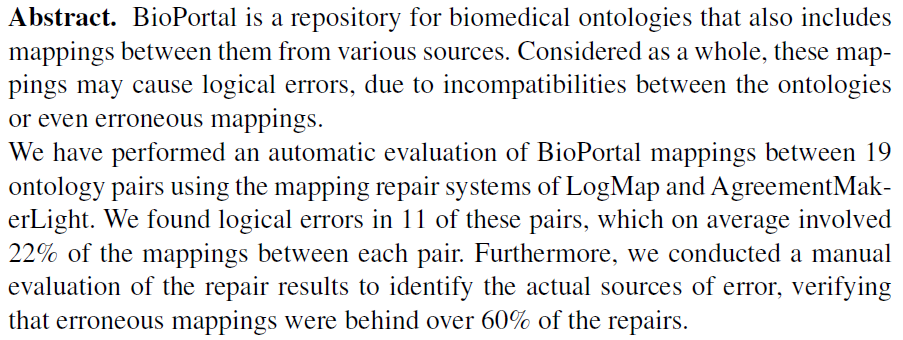 Abstract. BioPortal is a repository for biomedical ontologies that also includes
mappings between them from various sources. Considered as a whole, these map-
pings may cause logical errors, due to incompatibilities between the ontologies
or even erroneous mappings.
We have performed an automatic evaluation of BioPortal mappings between 19
ontology pairs using the mapping repair systems of LogMap and AgreementMak-
erLight. We found logical errors in 11 of these pairs, which on average involved
22% of the mappings between each pair. Furthermore, we conducted a manual
evaluation of the repair results to identify the actual sources of error, verifying
that erroneous mappings were behind over 60% of the repairs.